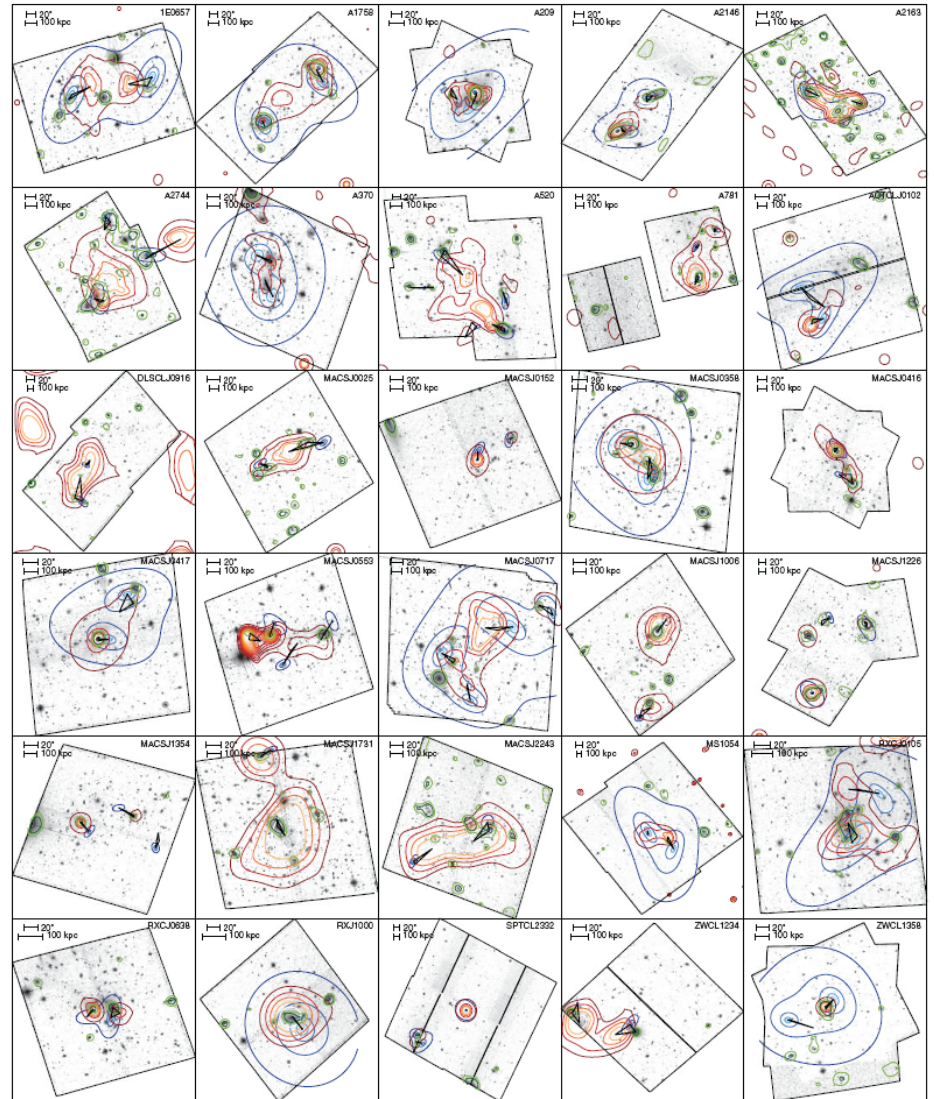 20" 1E0657
100 kpc
20" A1758
100 kpc
20" A209
100 kpc
20" A2146
100 kpc
20" A2163
100 kpc
20" A2744
100 kpc
20" A370
100 kpc
20" A520
100 kpc
20" A781
100 kpc
20" ACTCLJ0102
100 kpc
20" DLSCLJ0916
100 kpc
20" MACSJ0025
100 kpc
20" MACSJ0152
100 kpc
20" MACSJ0358
100 kpc
20" MACSJ0416
100 kpc
20" MACSJ0417
100 kpc
20" MACSJ0553
100 kpc
20" MACSJ0717
100 kpc
20" MACSJ1006
100 kpc
20" MACSJ1226
100 kpc
20" MACSJ1354
100 kpc
20" MACSJ1731
100 kpc
20" MACSJ2243
100 kpc
20" MS1054
100 kpc
20" RXCJ0105
100 kpc
20" RXCJ0638
100 kpc
20" RXJ1000
100 kpc
20" SPTCL2332
100 kpc
20" ZWCL1234
100 kpc
20" ZWCL1358
100 kpc